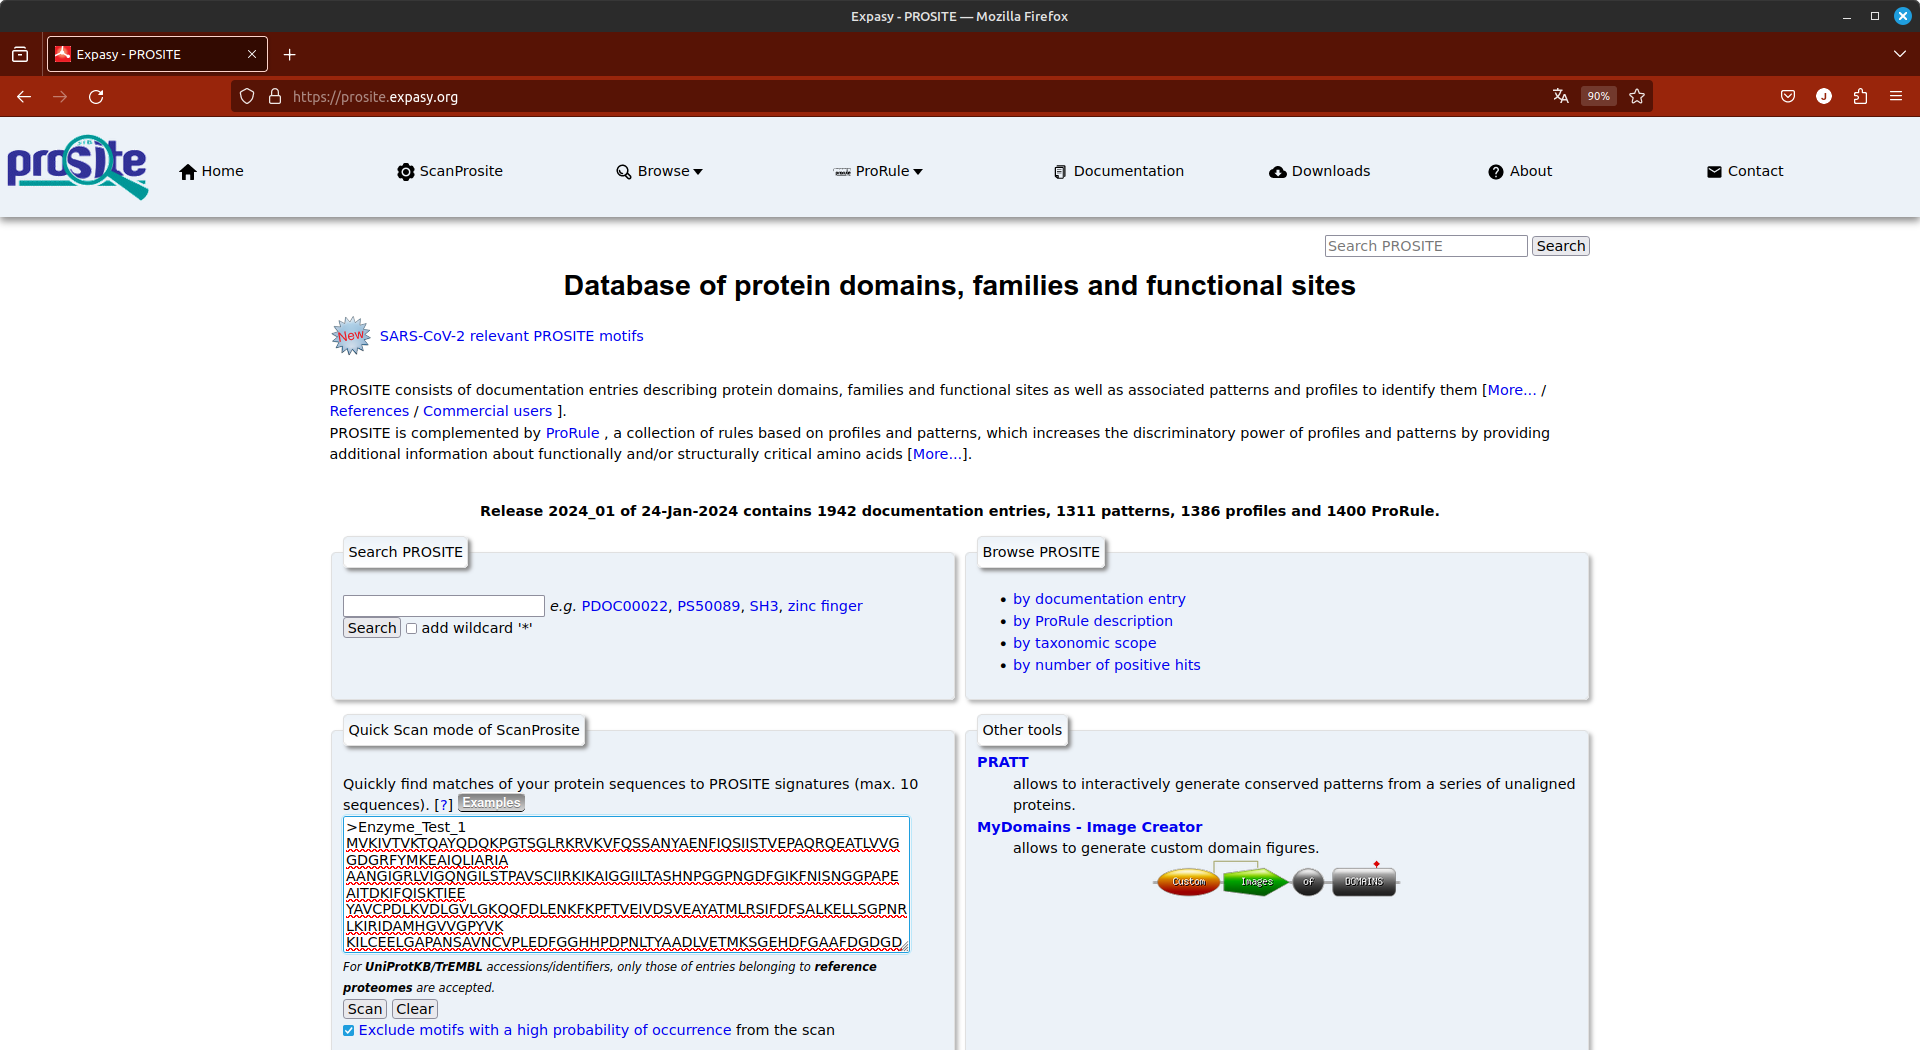 Expasy - PROSITE — Mozilla Firefox
Expasy - PROSITE
https://prosite.expasy.org
90%
J
prosite
Home
ScanProsite
Browse
ProRule
Documentation
Downloads
About
Contact
Search PROSITE
Search
Database of protein domains, families and functional sites
New
SARS-CoV-2 relevant PROSITE motifs
PROSITE consists of documentation entries describing protein domains, families and functional sites as well as associated patterns and profiles to identify them [More... /
References / Commercial users ].
PROSITE is complemented by ProRule , a collection of rules based on profiles and patterns, which increases the discriminatory power of profiles and patterns by providing
additional information about functionally and/or structurally critical amino acids [More...].
Release 2024_01 of 24-Jan-2024 contains 1942 documentation entries, 1311 patterns, 1386 profiles and 1400 ProRule.
Search PROSITE
e.g. PDOC00022, PS50089, SH3, zinc finger
Search
add wildcard '*'
Browse PROSITE
• by documentation entry
• by ProRule description
• by taxonomic scope
• by number of positive hits
Quick Scan mode of ScanProsite
Quickly find matches of your protein sequences to PROSITE signatures (max. 10
sequences). [?] Examples
>Enzyme_Test_1
MVKIVTVKTQAYQDQKPGTSGLRKRVKVFQSSANYAENFIQSIISTVEPAQRQEATLVVG
GDGRFYMKEAIQLIARIA
AANGIGRLVIGQNGILSTPAVSCIIRKIKAIGGIILTASHNPGGPNGDFGIKFNISNGGPAPE
AITDKIFQISKTIEE
YAVCPDLKVDLGVLGKQQFDLENKFKPFTVEIVDSVEAYATMLRSIFDFSALKELLSGPNR
LKIRIDAMHGVVGPYVK
KILCEELGAPANSAVNCVPLEDFGGHHPDPNLTYAADLVETMKSGEHDFGAAFDGDGD
For UniProtKB/TrEMBL accessions/identifiers, only those of entries belonging to reference
proteomes are accepted.
Scan Clear
Exclude motifs with a high probability of occurrence from the scan
Other tools
PRATT
allows to interactively generate conserved patterns from a series of unaligned
proteins.
MyDomains - Image Creator
allows to generate custom domain figures.
Custom Images of DOMAINS